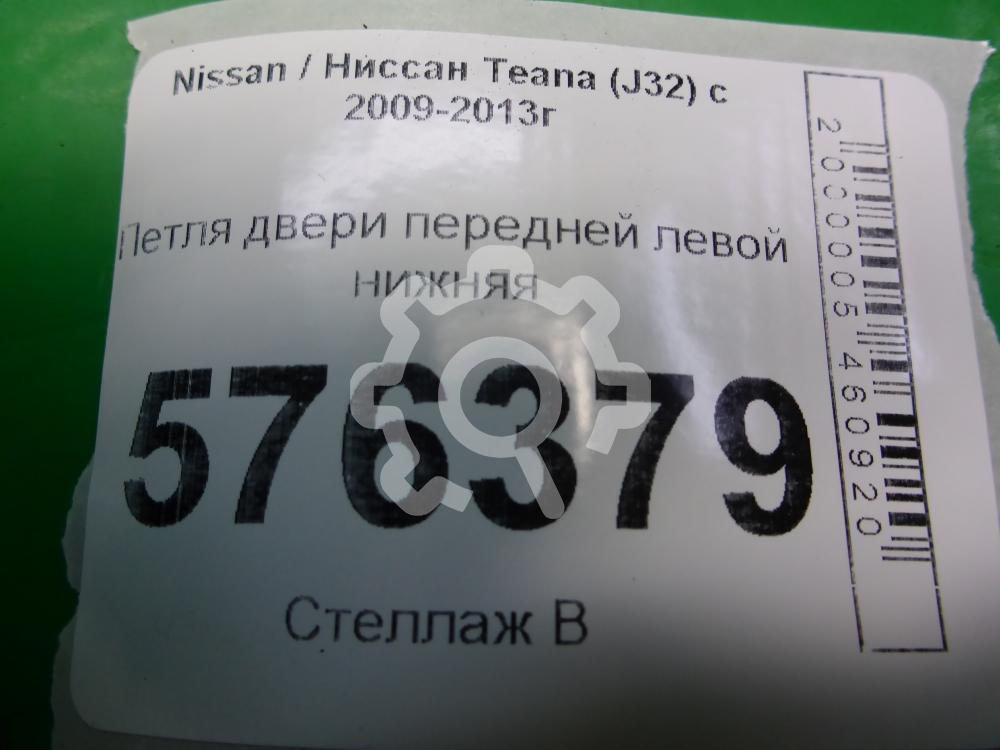 Nissan / Ниссан Teana (J32) с
2009-2013г
Петля двери передней левой
нижняя
576379
Стеллаж В
2000005460920